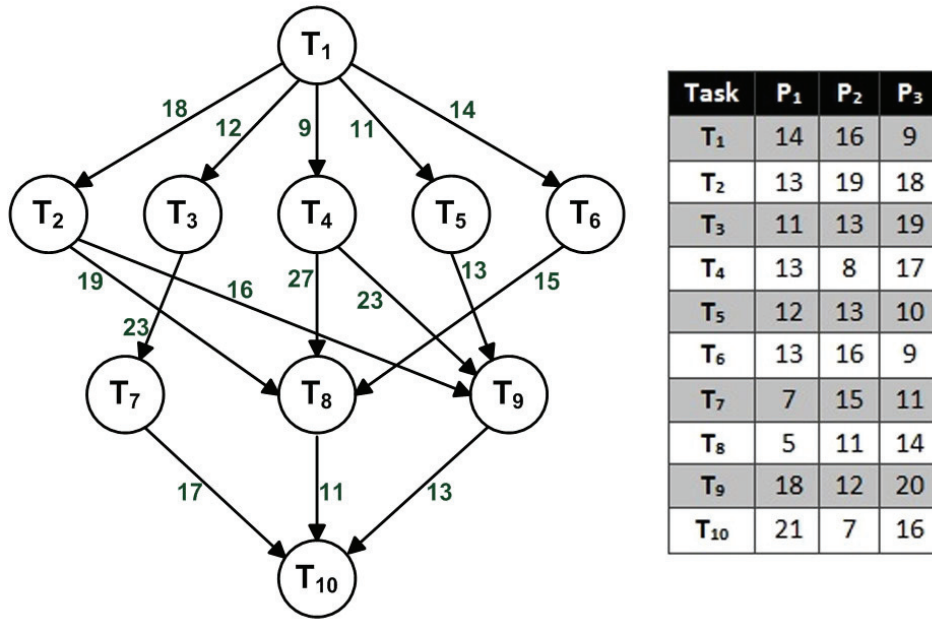 T₁
18
12
9
11
14
T₂
T₃
T₄
T₅
T₆
19
16
27
23
13
15
23
T₇
T₈
T₉
17
11
13
T₁₀
Task P₁ P₂ P₃
T₁ 14 16 9
T₂ 13 19 18
T₃ 11 13 19
T₄ 13 8 17
T₅ 12 13 10
T₆ 13 16 9
T₇ 7 15 11
T₈ 5 11 14
T₉ 18 12 20
T₁₀ 21 7 16